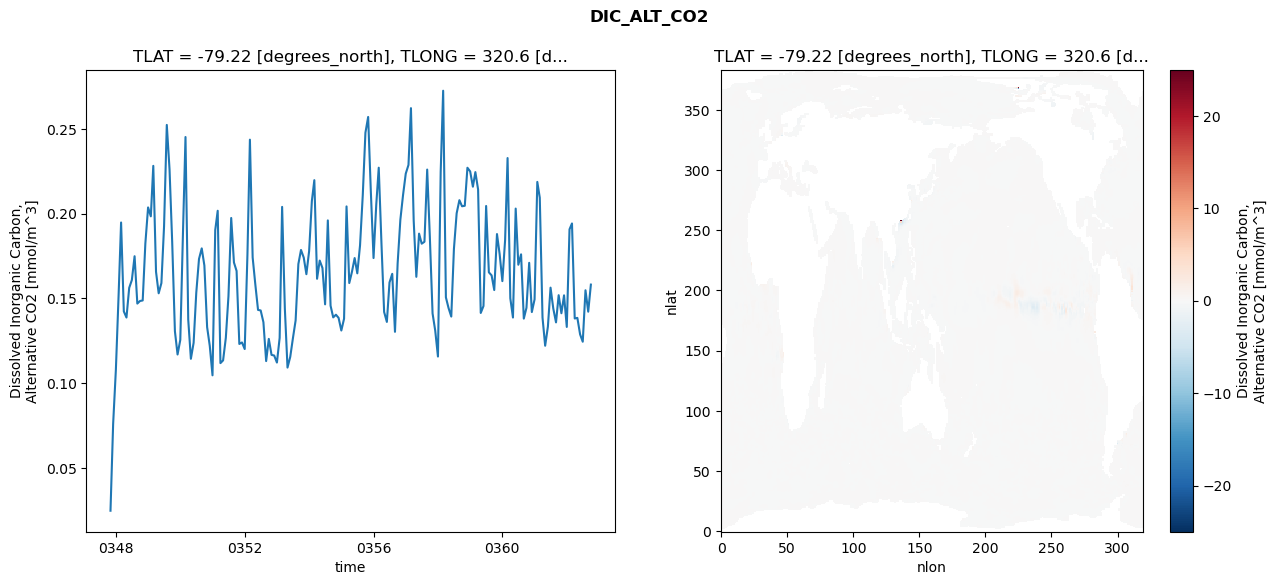 DIC_ALT_CO2
TLAT = -79.22 [degrees_north], TLONG = 320.6 [d...
Dissolved Inorganic Carbon,
Alternative CO2 [mmol/m^3]
0.25
0.20
0.15
0.10
0.05
0348
0352
0356
0360
time
TLAT = -79.22 [degrees_north], TLONG = 320.6 [d...
nlat
350
300
250
200
150
100
50
0
0
50
100
150
200
250
300
nlon
20
10
0
−10
−20
Dissolved Inorganic Carbon,
Alternative CO2 [mmol/m^3]